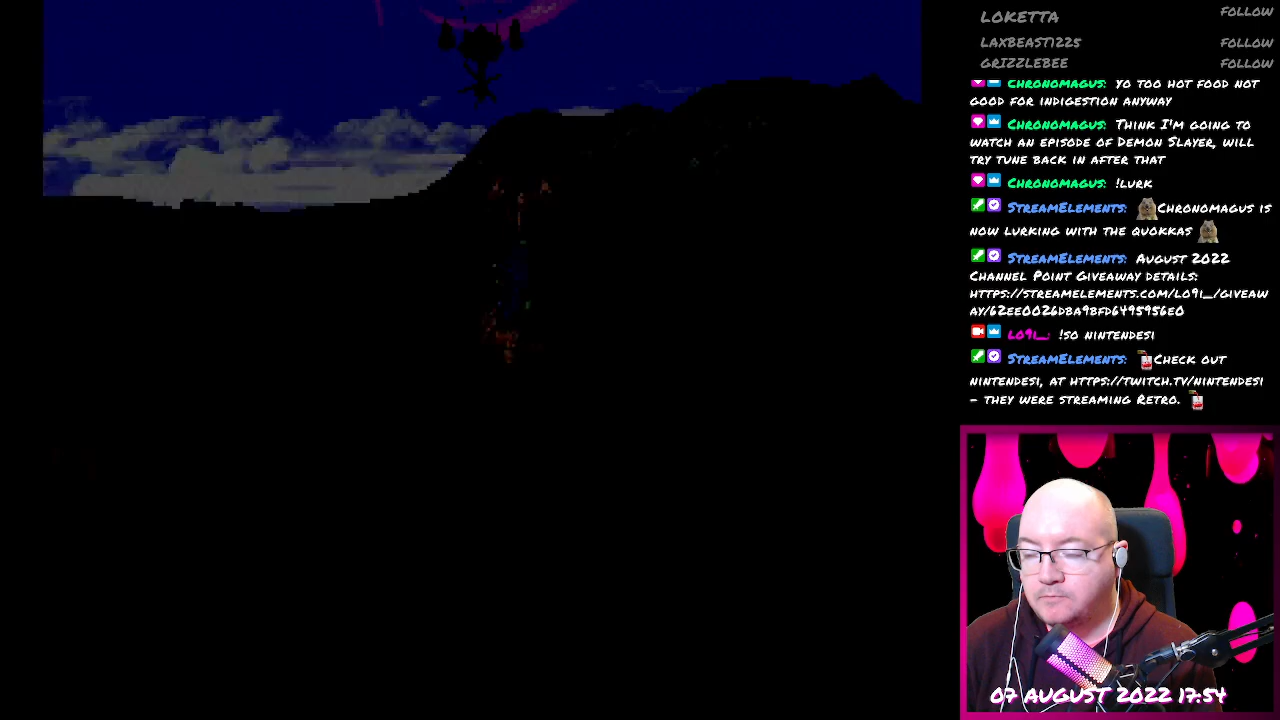 LOKETTA FOLLOW
LAXBEAST1225 FOLLOW
GRIZZLEBEE FOLLOW
CHRONOMAGUS: YO TOO HOT FOOD NOT
GOOD FOR INDIGESTION ANYWAY
CHRONOMAGUS: THINK I'M GOING TO
WATCH AN EPISODE OF DEMON SLAYER, WILL
TRY TUNE BACK IN AFTER THAT
CHRONOMAGUS: !LURK
STREAMELEMENTS: CHRONOMAGUS IS
NOW LURKING WITH THE QUOKKAS
STREAMELEMENTS: AUGUST 2022
CHANNEL POINT GIVEAWAY DETAILS:
HTTPS://STREAMELEMENTS.COM/LO9I_/GIVEAW
AY/62EE0026DBA9BFD6495956E0
LO9I_: !SO NINTENDESI
STREAMELEMENTS: CHECK OUT
NINTENDESI, AT HTTPS://TWITCH.TV/NINTENDESI
- THEY WERE STREAMING RETRO.
07 AUGUST 2022 17:54